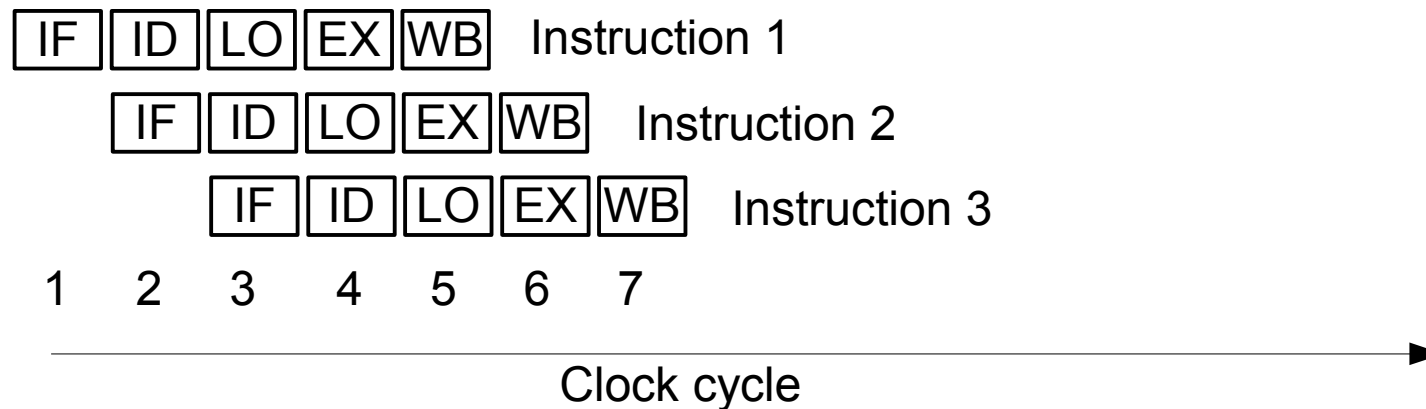 IF ID LO EX WB Instruction 1
IF ID LO EX WB Instruction 2
IF ID LO EX WB Instruction 3
1 2 3 4 5 6 7
Clock cycle